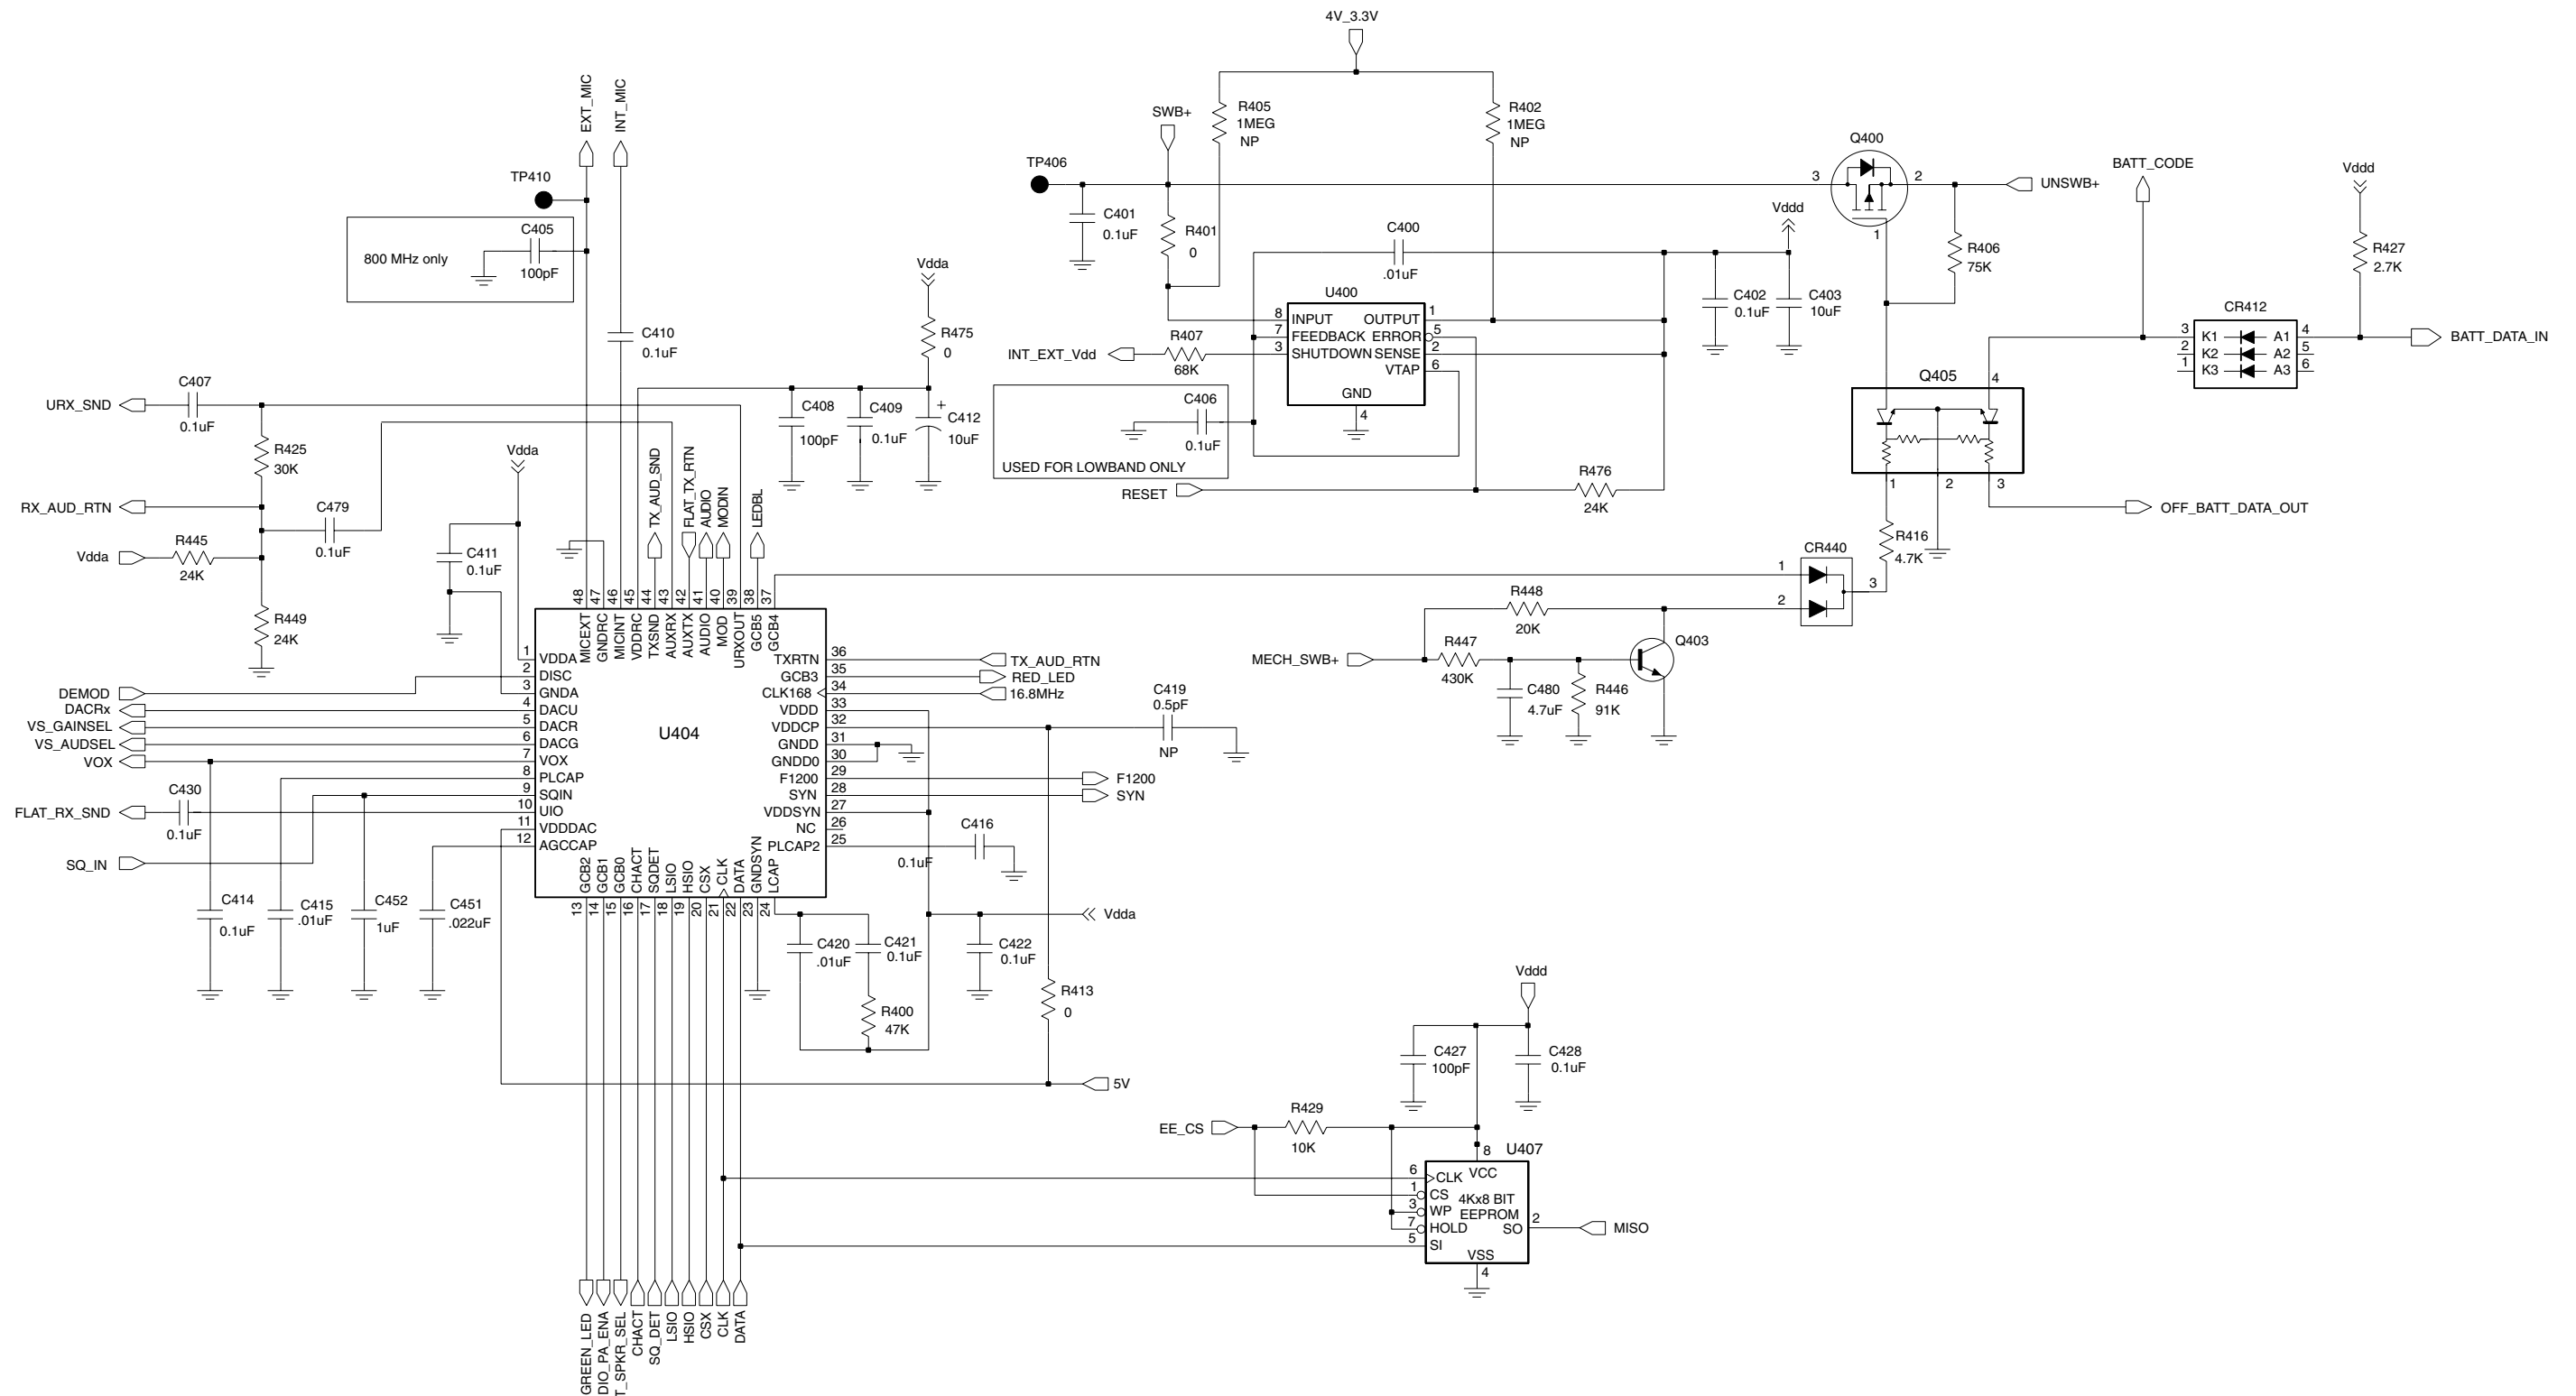 4V_3.3V
EXT_MIC
INT_MIC
TP410
C405
100pF
800 MHz only
C410
0.1uF
SWB+
TP406
C401
0.1uF
R401
0
R405
1MEG
NP
R402
1MEG
NP
C400
.01uF
Vddd
C402
0.1uF
C403
10uF
Q400
3
2
1
UNSWB+
R406
75K
BATT_CODE
Vddd
R427
2.7K
CR412
3 K1 A1 4
2 K2 A2 5
1 K3 A3 6
BATT_DATA_IN
U400
8 INPUT OUTPUT 1
7 FEEDBACK ERROR 5
3 SHUTDOWN SENSE 2
VTAP 6
GND
4
INT_EXT_Vdd
R407
68K
C406
0.1uF
USED FOR LOWBAND ONLY
RESET
R476
24K
Q405
4
1
2
3
OFF_BATT_DATA_OUT
R416
4.7K
CR440
1
2
3
R448
20K
MECH_SWB+
R447
430K
C480
4.7uF
R446
91K
Q403
Vdda
R475
0
C408
100pF
C409
0.1uF
+
C412
10uF
URX_SND
C407
0.1uF
R425
30K
RX_AUD_RTN
C479
0.1uF
Vdda
R445
24K
R449
24K
Vdda
C411
0.1uF
TX_AUD_SND
FLAT_TX_RTN
AUDIO
MODIN
LEDBL
48 MICEXT
47 GNDRC
46 MICINT
45 VDDRC
44 TXSND
43 AUXRX
42 AUXTX
41 AUDIO
40 MOD
39 URXOUT
38 GCB5
37 GCB4
U404
1 VDDA
2 DISC
3 GNDA
4 DACU
5 DACR
6 DACG
7 VOX
8 PLCAP
9 SQIN
10 UIO
11 VDDDAC
12 AGCCAP
DEMOD
DACRx
VS_GAINSEL
VS_AUDSEL
VOX
FLAT_RX_SND
C430
0.1uF
SQ_IN
C414
0.1uF
C415
.01uF
C452
1uF
C451
.022uF
TXRTN 36
GCB3 35
CLK168 34
VDDD 33
VDDCP 32
GNDD 31
GNDD0 30
F1200 29
SYN 28
VDDSYN 27
NC 26
PLCAP2 25
TX_AUD_RTN
RED_LED
16.8MHz
C419
0.5pF
NP
F1200
SYN
C416
0.1uF
GCB2 13
GCB1 14
GCB0 15
CHACT 16
SQDET 17
LSIO 18
HSIO 19
CSX 20
CLK 21
DATA 22
GNDSYN 23
LCAP 24
Vdda
C420
.01uF
C421
0.1uF
C422
0.1uF
R400
47K
R413
0
5V
GREEN_LED
DIO_PA_ENA
T_SPKR_SEL
CHACT
SQ_DET
LSIO
HSIO
CSX
CLK
DATA
Vddd
C427
100pF
C428
0.1uF
EE_CS
R429
10K
U407
8
VCC
6 CLK
1 CS
3 WP
7 HOLD
5 SI
4Kx8 BIT
EEPROM
SO 2
VSS
4
MISO